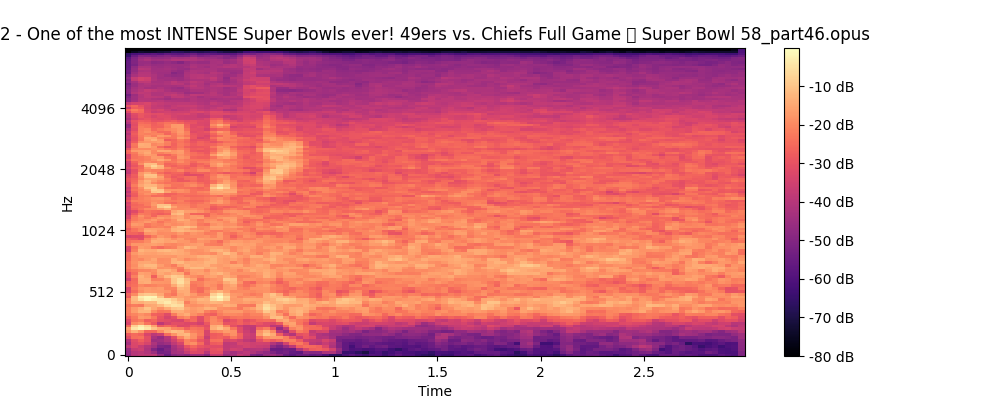 2 - One of the most INTENSE Super Bowls ever! 49ers vs. Chiefs Full Game ▯ Super Bowl 58_part46.opus
4096
2048
1024
512
0
Hz
0
0.5
1
1.5
2
2.5
Time
-10 dB
-20 dB
-30 dB
-40 dB
-50 dB
-60 dB
-70 dB
-80 dB